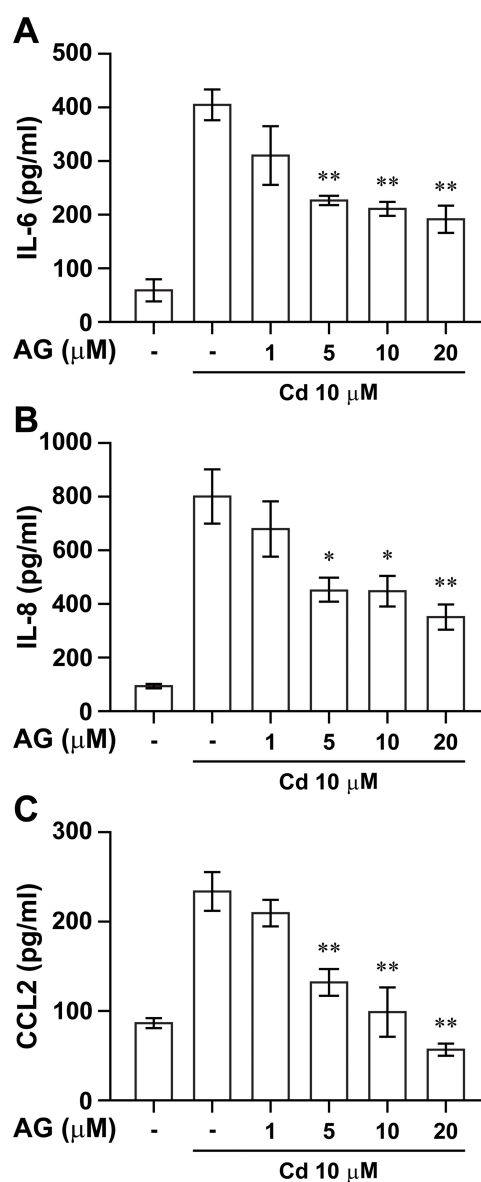 A
500
400
300
200
100
0
IL-6 (pg/ml)
** ** **
AG (μM) - - 1 5 10 20
Cd 10 μM
B
1000
800
600
400
200
0
IL-8 (pg/ml)
* * **
AG (μM) - - 1 5 10 20
Cd 10 μM
C
300
200
100
0
CCL2 (pg/ml)
** ** **
AG (μM) - - 1 5 10 20
Cd 10 μM